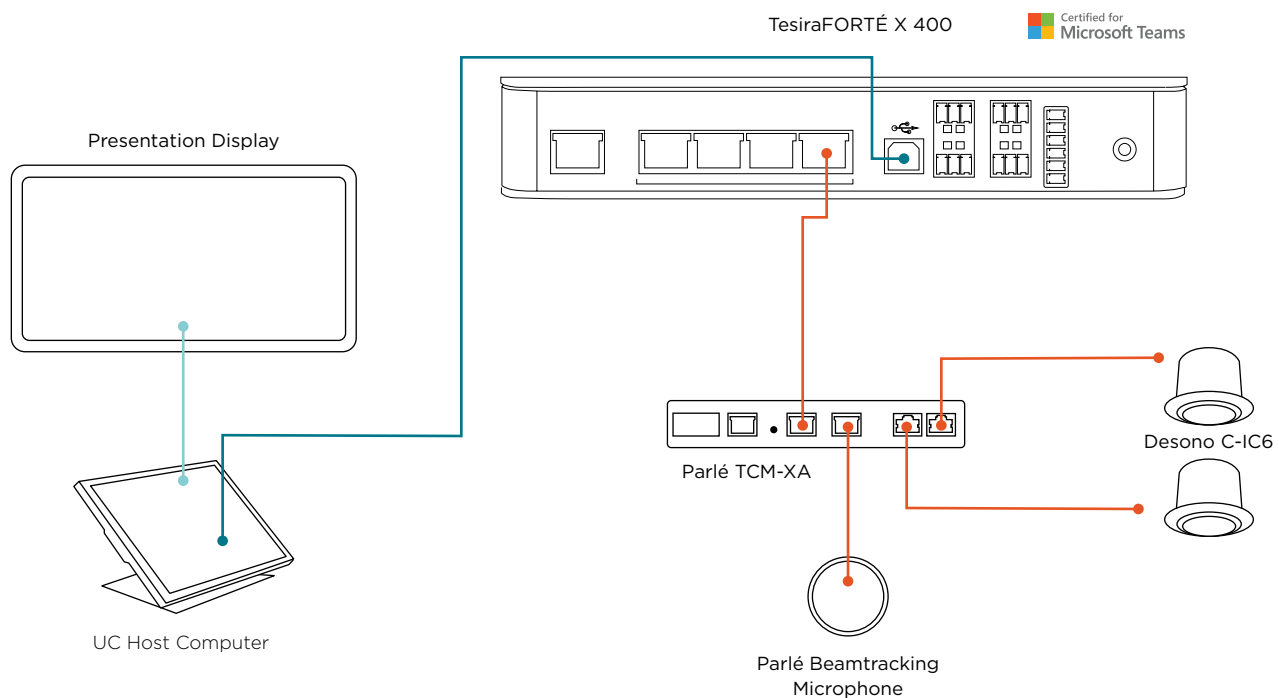 TesiraFORTÉ X 400
Certified for
Microsoft Teams
Presentation Display
Desono C-IC6
Parlé TCM-XA
UC Host Computer
Parlé Beamtracking
Microphone